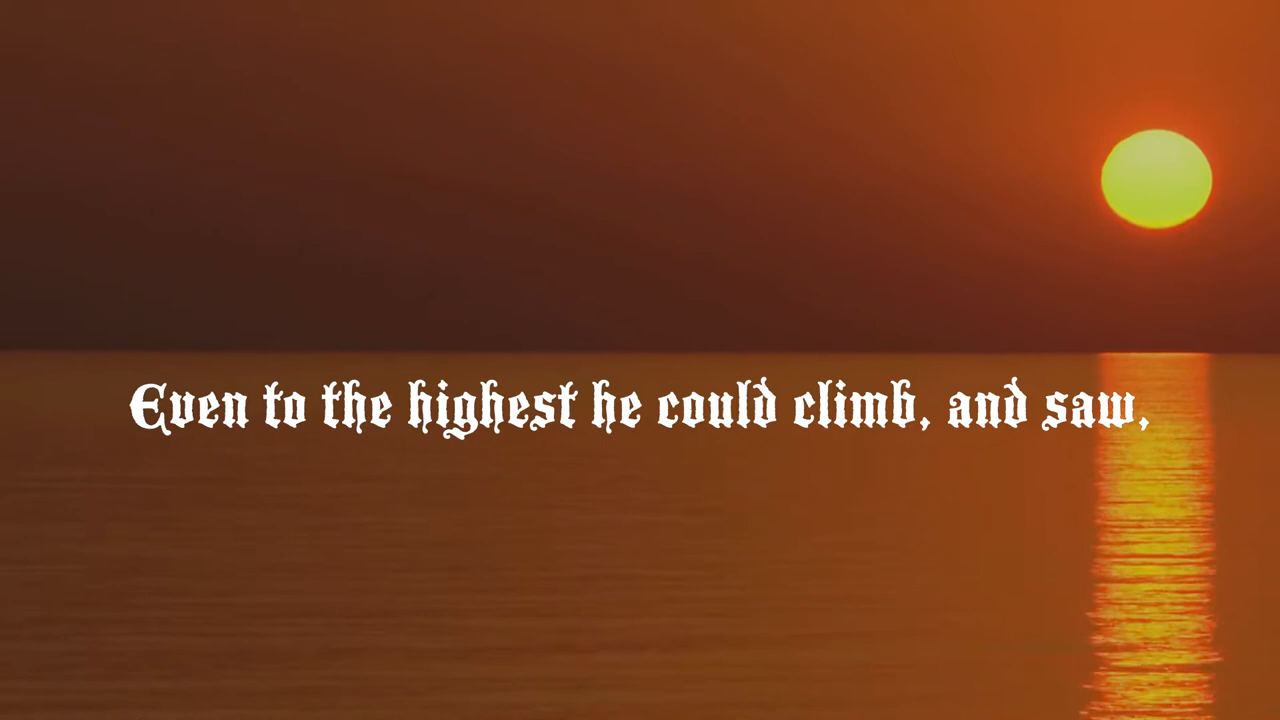 Even to the highest he could climb, and saw,